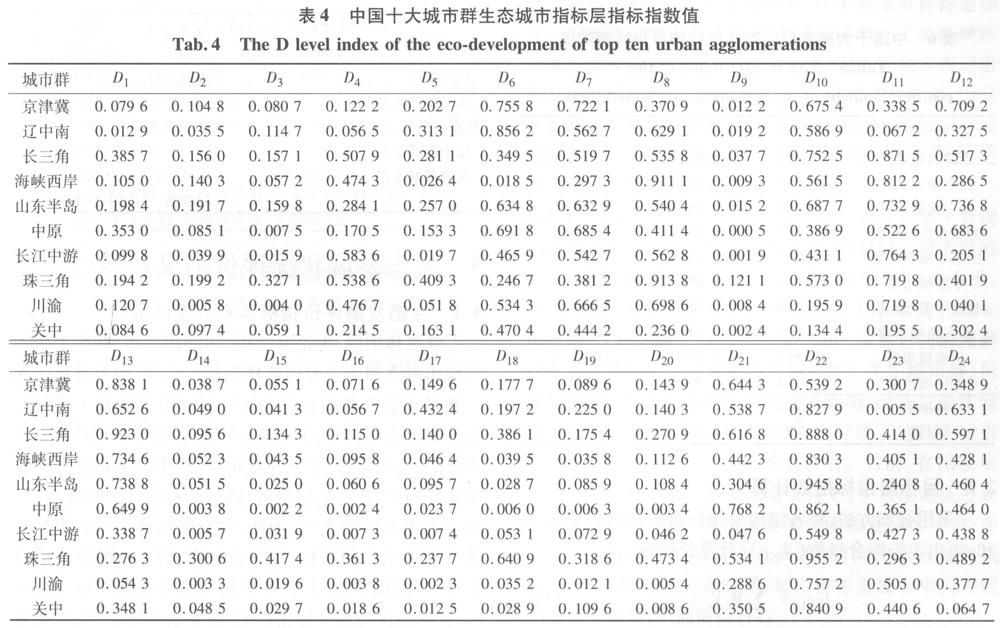 表 4 中国十大城市群生态城市指标层指标指数值
Tab. 4 The D level index of the eco-development of top ten urban agglomerations
城市群 D1 D2 D3 D4 D5 D6 D7 D8 D9 D10 D11 D12
京津冀 0.079 6 0.104 8 0.080 7 0.122 2 0.202 7 0.755 8 0.722 1 0.370 9 0.012 2 0.675 4 0.338 5 0.709 2
辽中南 0.012 9 0.035 5 0.114 7 0.056 5 0.313 1 0.856 2 0.562 7 0.629 1 0.019 2 0.586 9 0.067 2 0.327 5
长三角 0.385 7 0.156 0 0.157 1 0.507 9 0.281 1 0.349 5 0.519 7 0.535 8 0.037 7 0.752 5 0.871 5 0.517 3
海峡西岸 0.105 0 0.140 3 0.057 2 0.474 3 0.026 4 0.018 5 0.297 3 0.911 1 0.009 3 0.561 5 0.812 2 0.286 5
山东半岛 0.198 4 0.191 7 0.159 8 0.284 1 0.257 0 0.634 8 0.632 9 0.540 4 0.015 2 0.687 7 0.732 9 0.736 8
中原 0.353 0 0.085 1 0.007 5 0.170 5 0.153 3 0.691 8 0.685 4 0.411 4 0.000 5 0.386 9 0.522 6 0.683 6
长江中游 0.099 8 0.039 9 0.015 9 0.583 6 0.019 7 0.465 9 0.542 7 0.562 8 0.001 9 0.431 1 0.764 3 0.205 1
珠三角 0.194 2 0.199 2 0.327 1 0.538 6 0.409 3 0.246 7 0.381 2 0.913 8 0.121 1 0.573 0 0.719 8 0.401 9
川渝 0.120 7 0.005 8 0.004 0 0.476 7 0.051 8 0.534 3 0.666 5 0.698 6 0.008 4 0.195 9 0.719 8 0.040 1
关中 0.084 6 0.097 4 0.059 1 0.214 5 0.163 1 0.470 4 0.444 2 0.236 0 0.002 4 0.134 4 0.195 5 0.302 4
城市群 D13 D14 D15 D16 D17 D18 D19 D20 D21 D22 D23 D24
京津冀 0.838 1 0.038 7 0.055 1 0.071 6 0.149 6 0.177 7 0.089 6 0.143 9 0.644 3 0.539 2 0.300 7 0.348 9
辽中南 0.652 6 0.049 0 0.041 3 0.056 7 0.432 4 0.197 2 0.225 0 0.140 3 0.538 7 0.827 9 0.005 5 0.633 1
长三角 0.923 0 0.095 6 0.134 3 0.115 0 0.140 0 0.386 1 0.175 4 0.270 9 0.616 8 0.888 0 0.414 0 0.597 1
海峡西岸 0.734 6 0.052 3 0.043 5 0.095 8 0.046 4 0.039 5 0.035 8 0.112 6 0.442 3 0.830 3 0.405 1 0.428 1
山东半岛 0.738 8 0.051 5 0.025 0 0.060 6 0.095 7 0.028 7 0.085 9 0.108 4 0.304 6 0.945 8 0.240 8 0.460 4
中原 0.649 9 0.003 8 0.002 2 0.002 4 0.023 7 0.006 0 0.006 3 0.003 4 0.768 2 0.862 1 0.365 1 0.464 0
长江中游 0.338 7 0.005 7 0.031 9 0.007 3 0.007 4 0.053 1 0.072 9 0.046 2 0.047 6 0.549 8 0.427 3 0.438 8
珠三角 0.276 3 0.300 6 0.417 4 0.361 3 0.237 7 0.640 9 0.318 6 0.473 4 0.534 1 0.955 2 0.296 3 0.489 2
川渝 0.054 3 0.003 3 0.019 6 0.003 8 0.002 3 0.035 2 0.012 1 0.005 4 0.288 6 0.757 2 0.505 0 0.377 7
关中 0.348 1 0.048 5 0.029 7 0.018 6 0.012 5 0.028 9 0.109 6 0.008 6 0.350 5 0.840 9 0.440 6 0.064 7